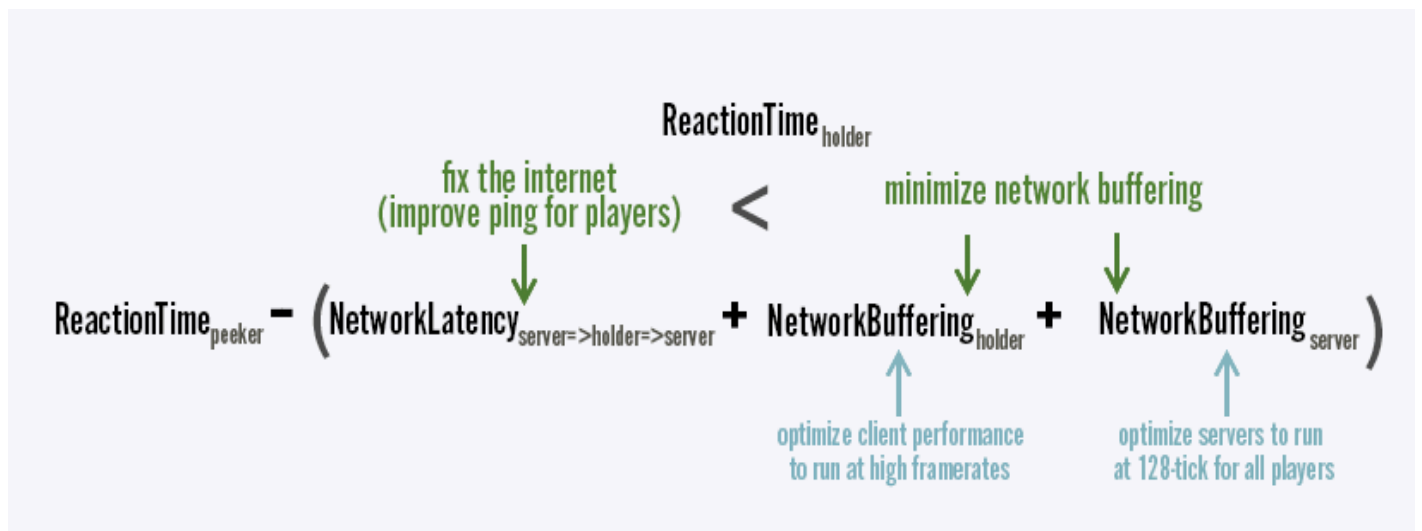 ReactionTime holder
fix the internet
(improve ping for players)
<
minimize network buffering
ReactionTime peeker - (NetworkLatency server=>holder=>server + NetworkBuffering holder + NetworkBuffering server)
optimize client performance
to run at high framerates
optimize servers to run
at 128-tick for all players